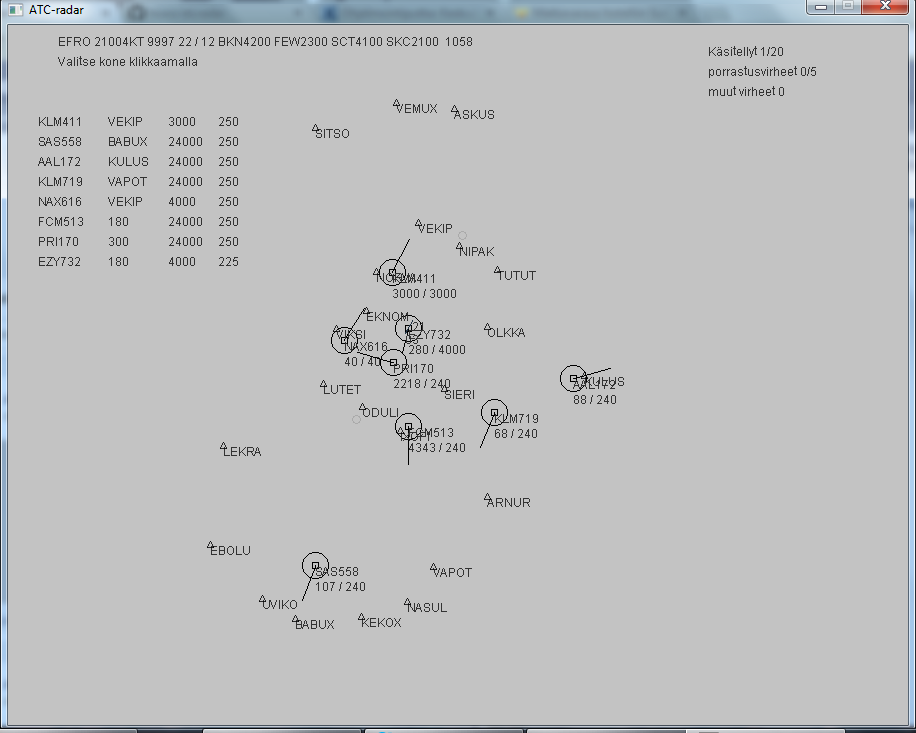 ATC-radar
EFRO 21004KT 9997 22 / 12 BKN4200 FEW2300 SCT4100 SKC2100 1058
Valitse kone klikkaamalla
Käsitellyt 1/20
porrastusvirheet 0/5
muut virheet 0
KLM411 VEKIP 3000 250
SAS558 BABUX 24000 250
AAL172 KULUS 24000 250
KLM719 VAPOT 24000 250
NAX616 VEKIP 4000 250
FCM513 180 24000 250
PRI170 300 24000 250
EZY732 180 4000 225
VEMUX
ASKUS
SITSO
VEKIP
NIPAK
TUTUT
KLM411
3000 / 3000
EKNOM
21
VIKSI
EZY732
OLKKA
NAX616
280 / 4000
40 / 40
PRI170
2218 / 240
KULUS
AAL172
88 / 240
LUTET
SIERI
ODULI
KLM719
68 / 240
FCM513
4343 / 240
LEKRA
ARNUR
EBOLU
SAS558
107 / 240
VAPOT
UVIKO
NASUL
BABUX
KEKOX